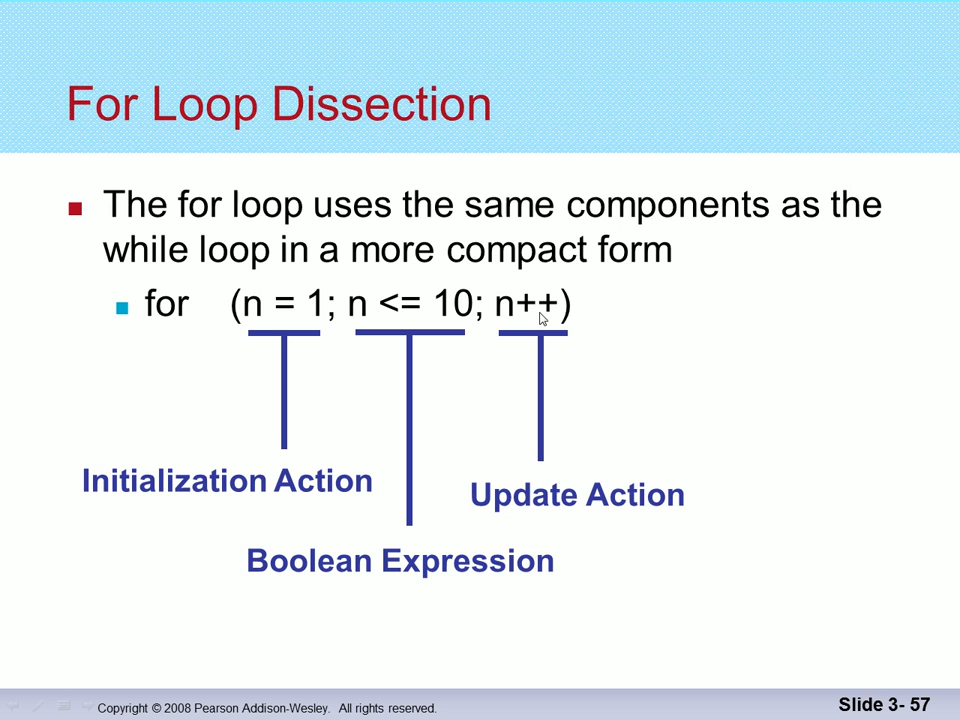 For Loop Dissection
The for loop uses the same components as the
while loop in a more compact form
for (n = 1; n <= 10; n++)
Initialization Action
Update Action
Boolean Expression
Copyright © 2008 Pearson Addison-Wesley. All rights reserved.
Slide 3- 57